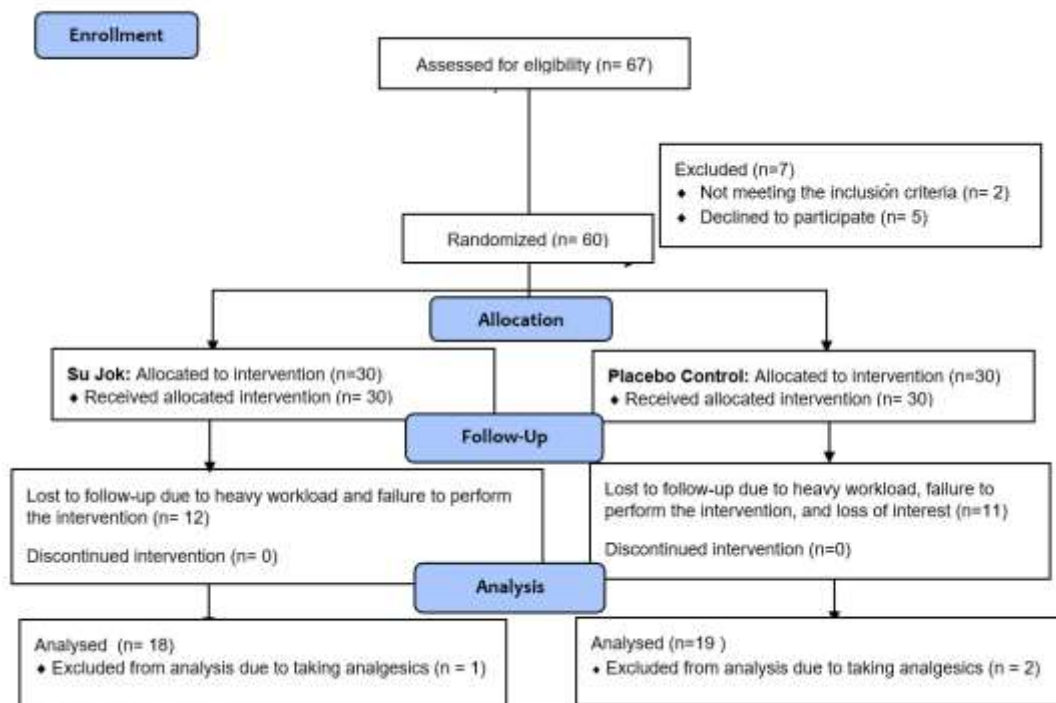 Enrollment
Assessed for eligibility (n= 67)
Excluded (n=7)
♦ Not meeting the inclusion criteria (n= 2)
♦ Declined to participate (n= 5)
Randomized (n= 60)
Allocation
Su Jok: Allocated to intervention (n=30)
♦ Received allocated intervention (n= 30)
Placebo Control: Allocated to intervention (n=30)
♦ Received allocated intervention (n= 30)
Follow-Up
Lost to follow-up due to heavy workload and failure to perform
the intervention (n= 12)
Discontinued intervention (n= 0)
Lost to follow-up due to heavy workload, failure to
perform the intervention, and loss of interest (n=11)
Discontinued intervention (n=0)
Analysis
Analysed (n= 18)
♦ Excluded from analysis due to taking analgesics (n = 1)
Analysed (n=19 )
♦ Excluded from analysis due to taking analgesics (n = 2)